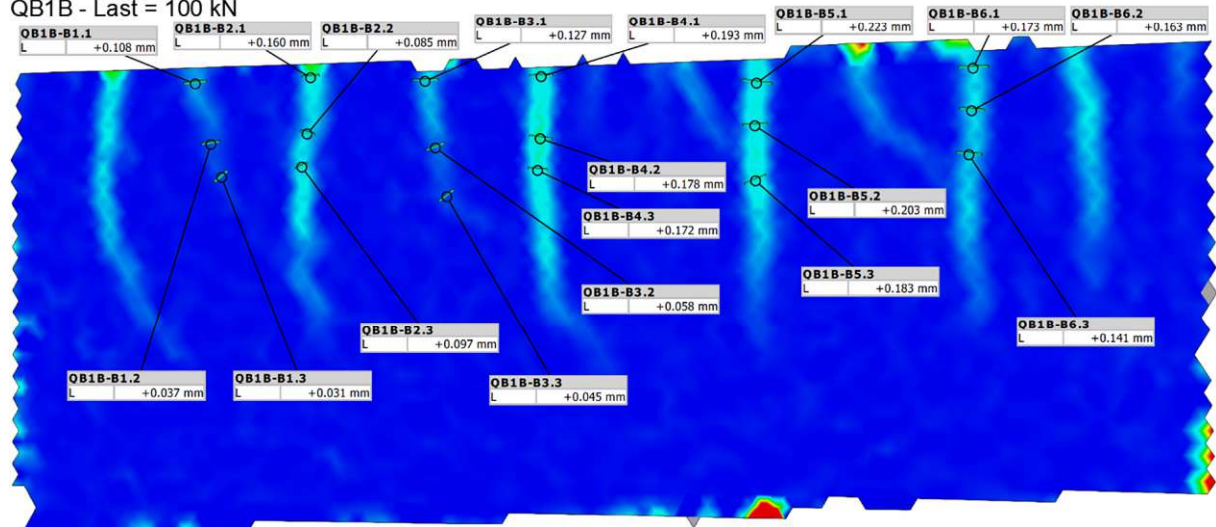 QB1B - Last = 100 kN
QB1B-B1.1
L +0.108 mm
QB1B-B2.1
L +0.160 mm
QB1B-B2.2
L +0.085 mm
QB1B-B3.1
L +0.127 mm
QB1B-B4.1
L +0.193 mm
QB1B-B5.1
L +0.223 mm
QB1B-B6.1
L +0.173 mm
QB1B-B6.2
L +0.163 mm
QB1B-B4.2
L +0.178 mm
QB1B-B5.2
L +0.203 mm
QB1B-B4.3
L +0.172 mm
QB1B-B5.3
L +0.183 mm
QB1B-B3.2
L +0.058 mm
QB1B-B2.3
L +0.097 mm
QB1B-B6.3
L +0.141 mm
QB1B-B1.2
L +0.037 mm
QB1B-B1.3
L +0.031 mm
QB1B-B3.3
L +0.045 mm